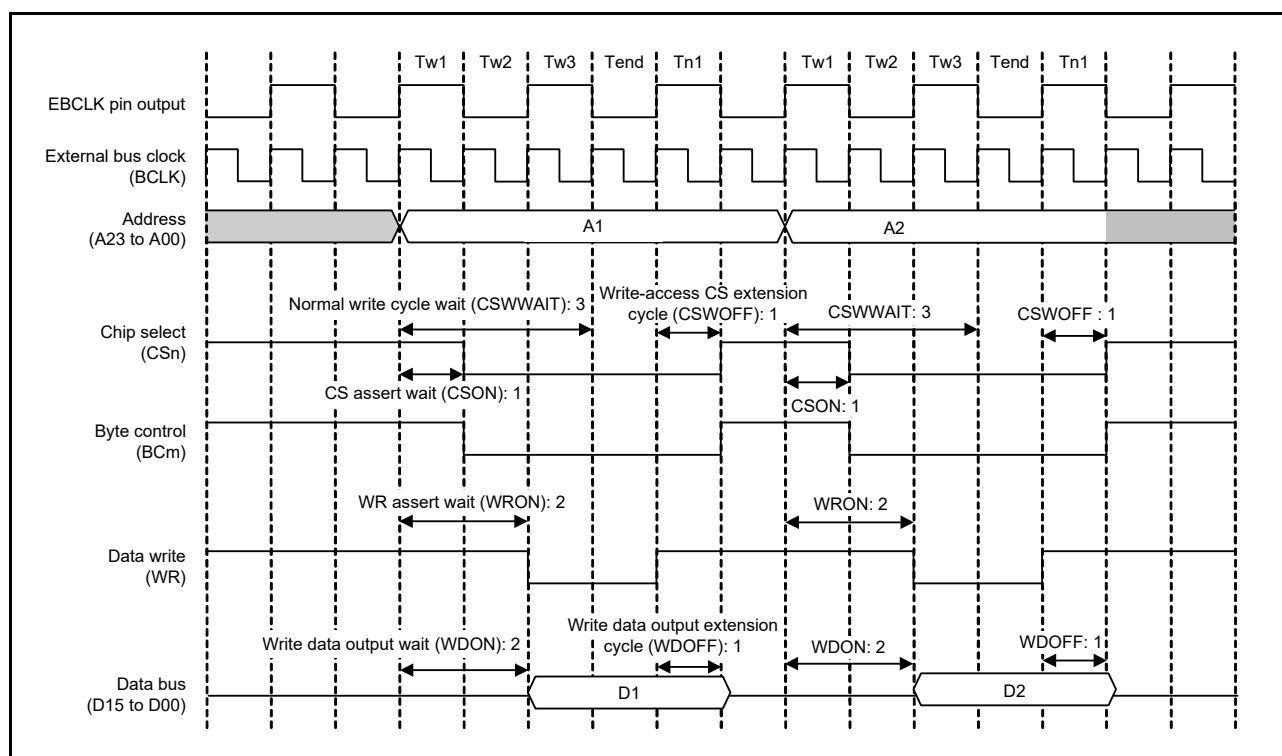 Tw1 Tw2 Tw3 Tend Tn1 Tw1 Tw2 Tw3 Tend Tn1
EBCLK pin output
External bus clock
(BCLK)
Address
(A23 to A00)
A1 A2
Normal write cycle wait (CSWWAIT): 3
Write-access CS extension
cycle (CSWOFF): 1
CSWWAIT: 3
CSWOFF : 1
Chip select
(CSn)
CS assert wait (CSON): 1
CSON: 1
Byte control
(BCm)
WR assert wait (WRON): 2
WRON: 2
Data write
(WR)
Write data output wait (WDON): 2
Write data output extension
cycle (WDOFF): 1
WDON: 2
WDOFF: 1
Data bus
(D15 to D00)
D1 D2